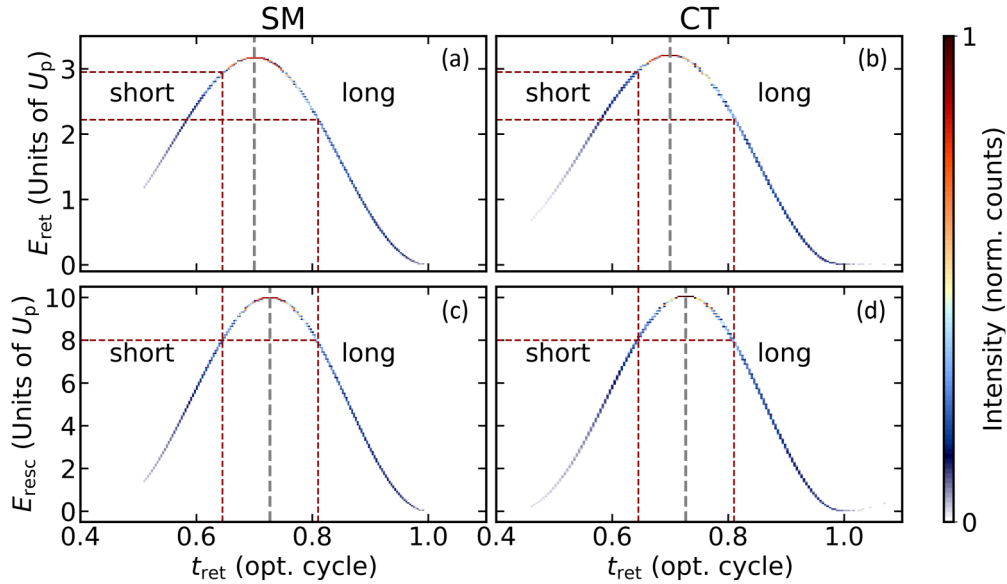 SM
CT
(a)
(b)
3
2
1
0
short
long
short
long
E_ret (Units of U_p)
(c)
(d)
10
8
6
4
2
0
short
long
short
long
E_resc (Units of U_p)
0.4
0.6
0.8
1.0
0.4
0.6
0.8
1.0
t_ret (opt. cycle)
t_ret (opt. cycle)
1
0
Intensity (norm. counts)